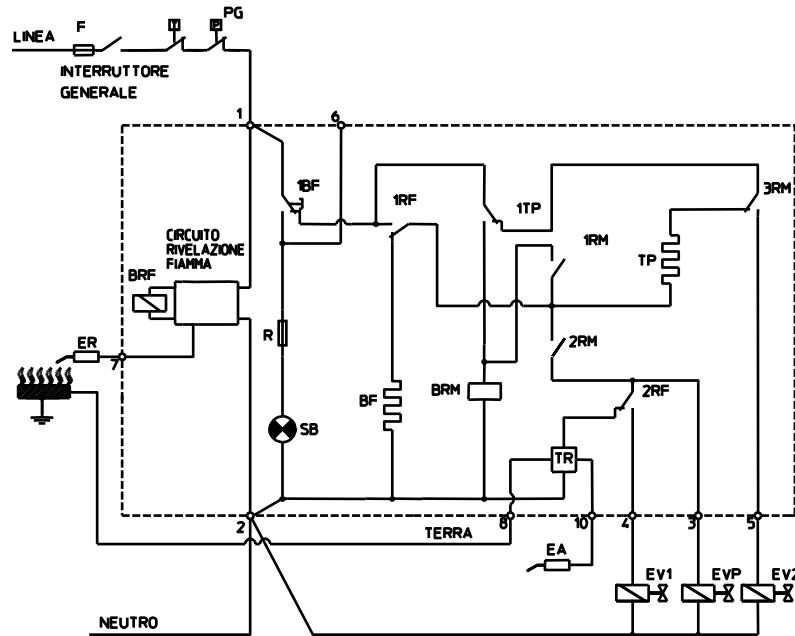 PG
F
T
P
LINEA
INTERRUTTORE
GENERALE
1
6
1BF
1RF
1TP
3RM
CIRCUITO
RIVELAZIONE
FIAMMA
1RM
TP
BRF
R
2RM
ER
7
BF
BRM
2RF
SB
TR
2
8
10
4
3
5
TERRA
EA
EV1
EVP
EV2
NEUTRO